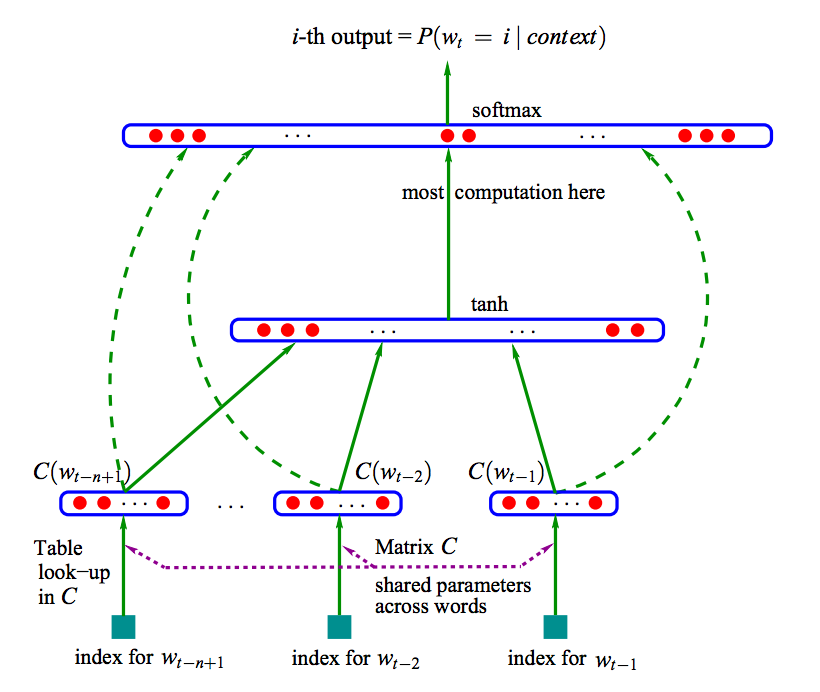 i-th output = P(w_t = i | context)
softmax
. . .
. . .
most computation here
tanh
. . .
. . .
C(w_{t−n+1})
C(w_{t−2})
C(w_{t−1})
. . .
. . .
. . .
. . .
Table
look−up
in C
Matrix C
shared parameters
across words
index for w_{t−n+1}
index for w_{t−2}
index for w_{t−1}